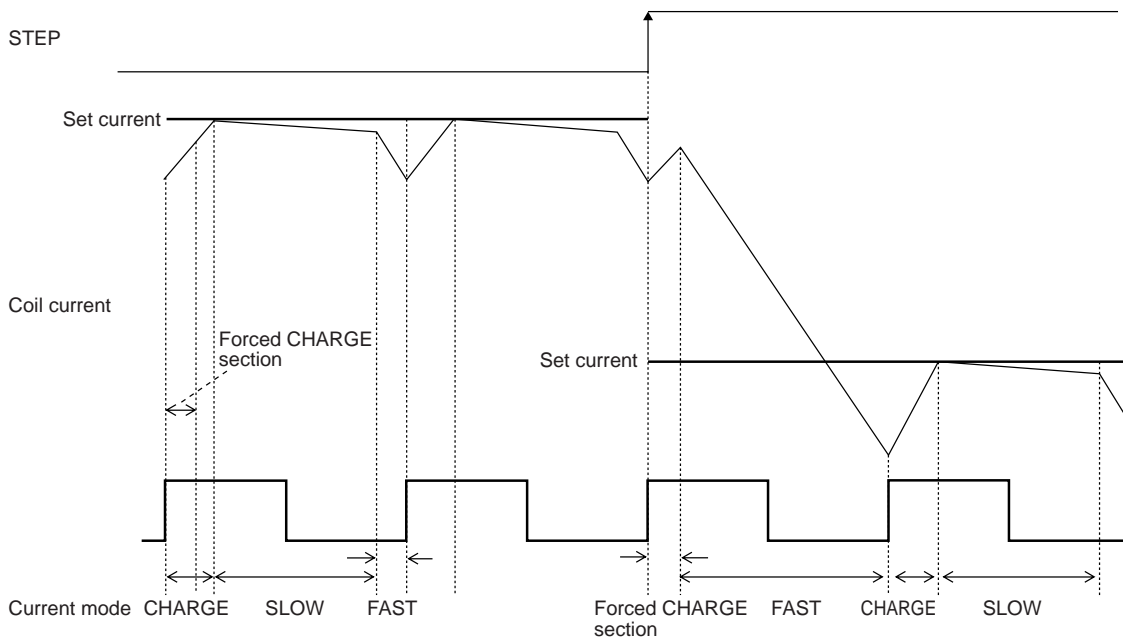 STEP
Set current
Coil current
Forced CHARGE
section
Set current
Current mode CHARGE SLOW FAST Forced CHARGE FAST CHARGE SLOW
section